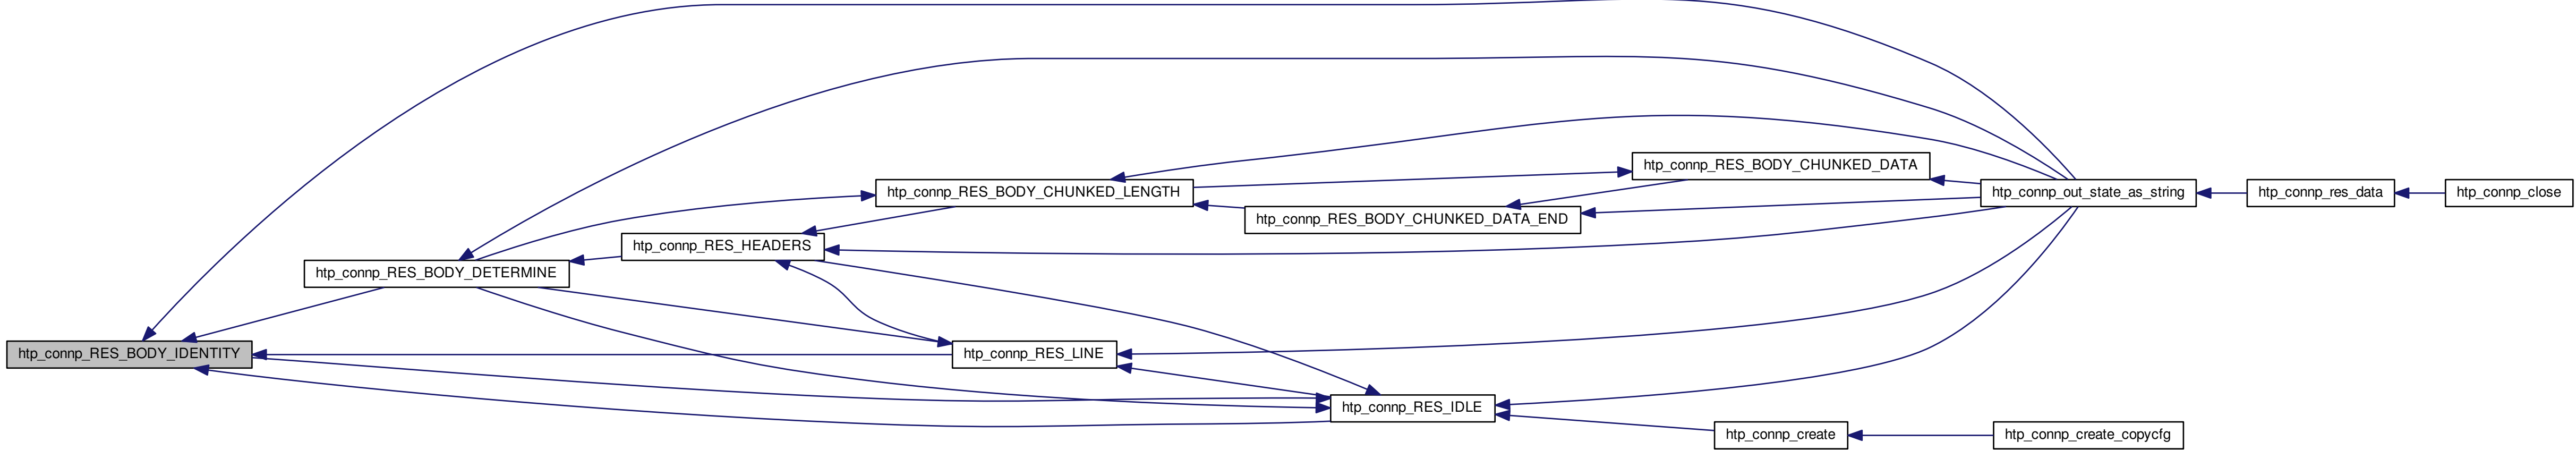 htp_connp_RES_BODY_IDENTITY
htp_connp_RES_BODY_DETERMINE
htp_connp_RES_HEADERS
htp_connp_RES_BODY_CHUNKED_LENGTH
htp_connp_RES_LINE
htp_connp_RES_BODY_CHUNKED_DATA_END
htp_connp_RES_IDLE
htp_connp_RES_BODY_CHUNKED_DATA
htp_connp_create
htp_connp_out_state_as_string
htp_connp_create_copycfg
htp_connp_res_data
htp_connp_close